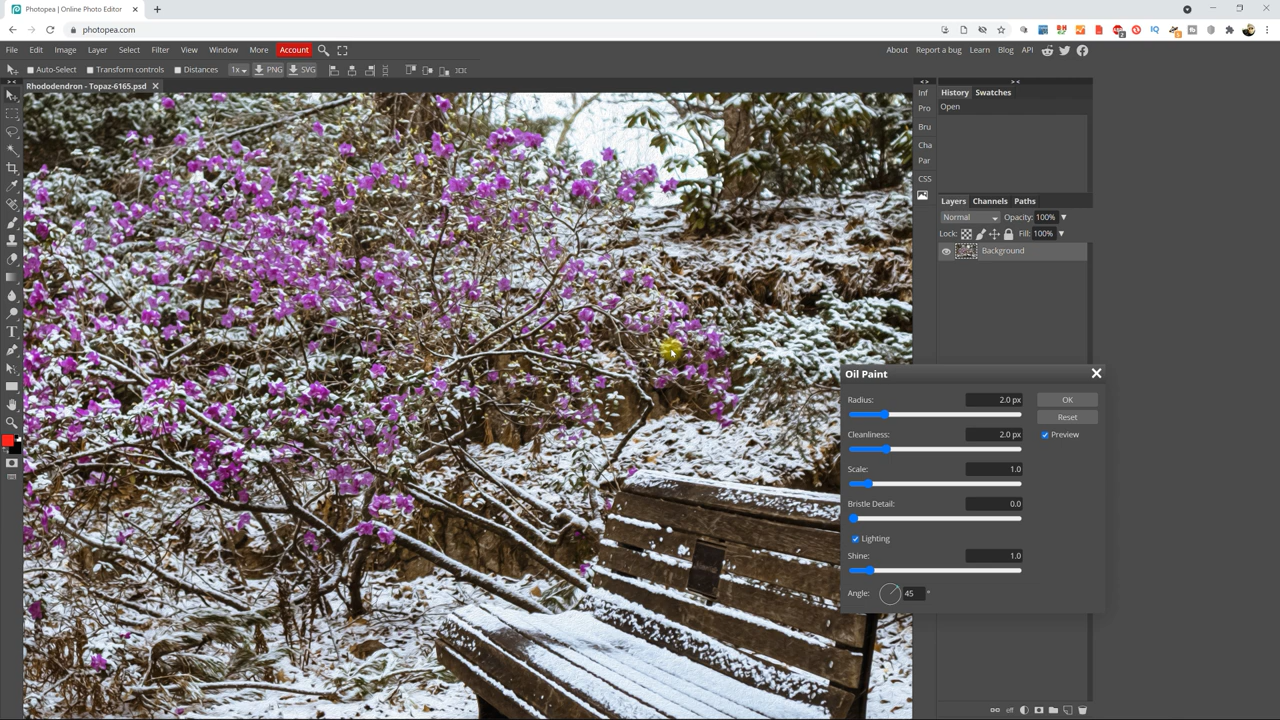 Photopea | Online Photo Editor
photopea.com
File Edit Image Layer Select Filter View Window More Account
About Report a bug Learn Blog API
Auto-Select Transform controls Distances 1x PNG SVG
Rhododendron - Topaz-6165.psd
Inf
Pro
Bru
Cha
Par
CSS
History Swatches
Open
Layers Channels Paths
Normal Opacity: 100%
Lock: Fill: 100%
Background
Oil Paint
Radius: 2.0 px OK
Reset
Cleanliness: 2.0 px Preview
Scale: 1.0
Bristle Detail: 0.0
Lighting
Shine: 1.0
Angle: 45 °